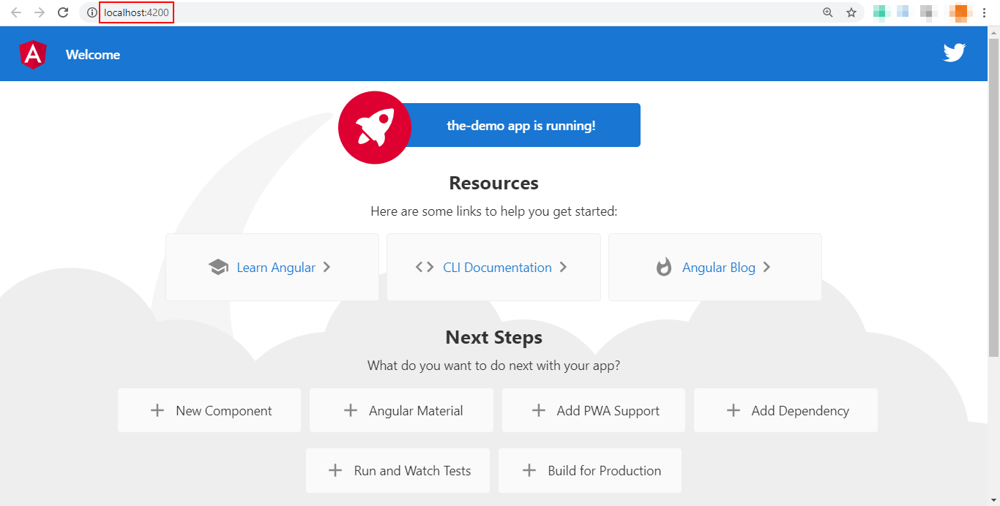 localhost:4200
Welcome
the-demo app is running!
Resources
Here are some links to help you get started:
Learn Angular
CLI Documentation
Angular Blog
Next Steps
What do you want to do next with your app?
New Component
Angular Material
Add PWA Support
Add Dependency
Run and Watch Tests
Build for Production